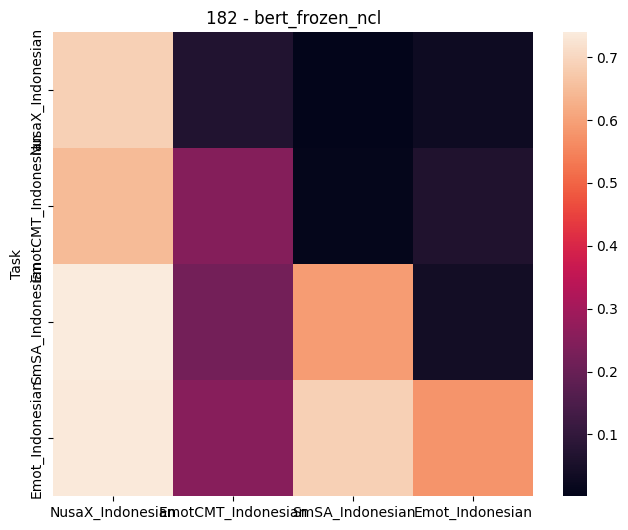 182 - bert_frozen_ncl
Task
NusaX_Indonesian
EmotCMT_Indonesian
SmSA_Indonesian
Emot_Indonesian
NusaX_Indonesian
EmotCMT_Indonesian
SmSA_Indonesian
Emot_Indonesian
0.7
0.6
0.5
0.4
0.3
0.2
0.1